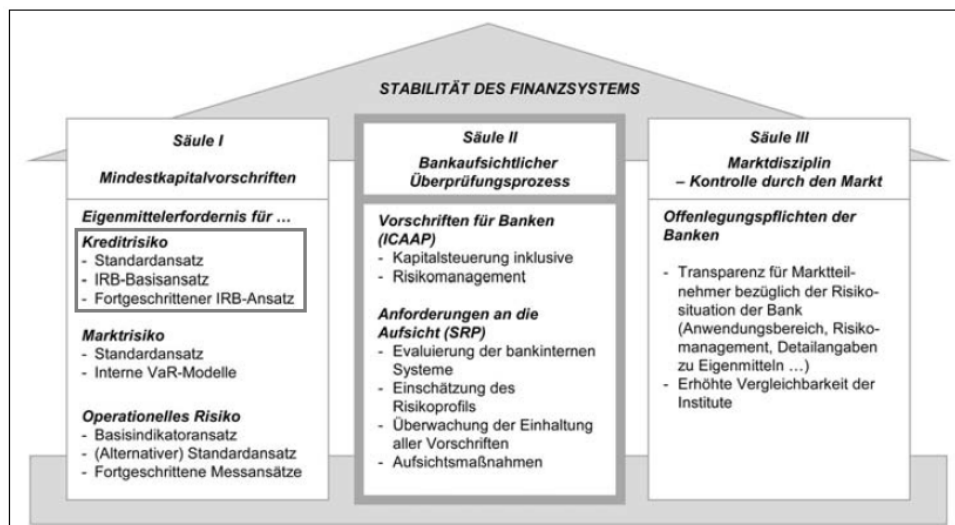 STABILITÄT DES FINANZSYSTEMS
Säule I
Mindestkapitalvorschriften
Eigenmittelerfordernis für …
Kreditrisiko
- Standardansatz
- IRB-Basisansatz
- Fortgeschrittener IRB-Ansatz
Marktrisiko
- Standardansatz
- Interne VaR-Modelle
Operationelles Risiko
- Basisindikatoransatz
- (Alternativer) Standardansatz
- Fortgeschrittene Messansätze
Säule II
Bankaufsichtlicher
Überprüfungsprozess
Vorschriften für Banken
(ICAAP)
- Kapitalsteuerung inklusive
- Risikomanagement
Anforderungen an die
Aufsicht (SRP)
- Evaluierung der bankinternen
Systeme
- Einschätzung des
Risikoprofils
- Überwachung der Einhaltung
aller Vorschriften
- Aufsichtsmaßnahmen
Säule III
Marktdisziplin
– Kontrolle durch den Markt
Offenlegungspflichten der
Banken
- Transparenz für Marktteil-
nehmer bezüglich der Risiko-
situation der Bank
(Anwendungsbereich, Risiko-
management, Detailangaben
zu Eigenmitteln …)
- Erhöhte Vergleichbarkeit der
Institute